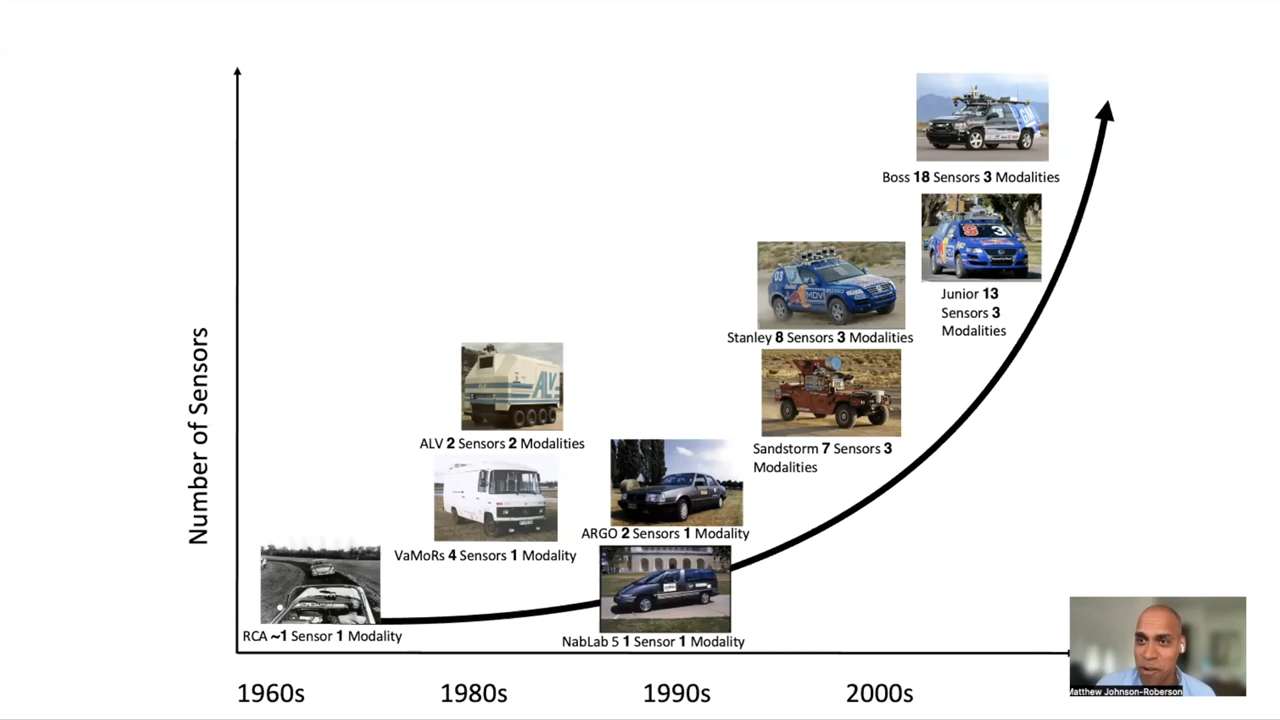 Number of Sensors
Boss 18 Sensors 3 Modalities
Junior 13
Sensors 3
Modalities
Stanley 8 Sensors 3 Modalities
Sandstorm 7 Sensors 3
Modalities
ALV
ALV 2 Sensors 2 Modalities
VaMoRs 4 Sensors 1 Modality
ARGO 2 Sensors 1 Modality
RCA ~1 Sensor 1 Modality
NabLab 5 1 Sensor 1 Modality
1960s
1980s
1990s
2000s
Matthew Johnson-Roberson